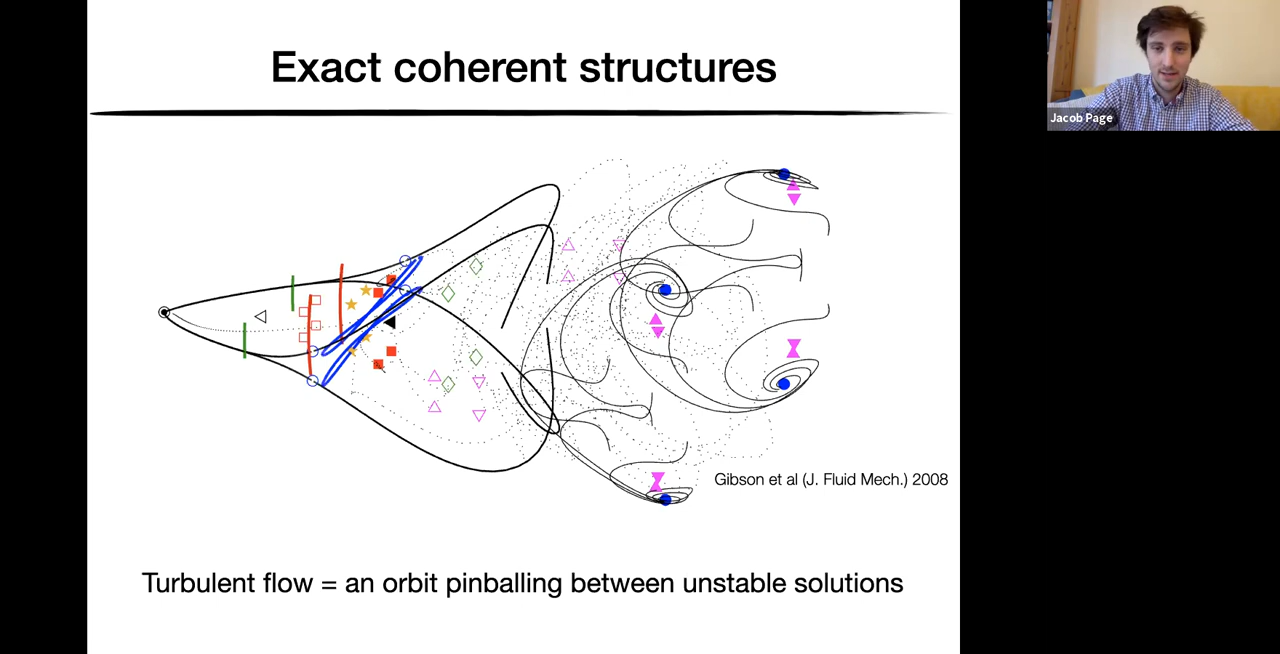 Exact coherent structures
Jacob Page
Gibson et al (J. Fluid Mech.) 2008
Turbulent flow = an orbit pinballing between unstable solutions